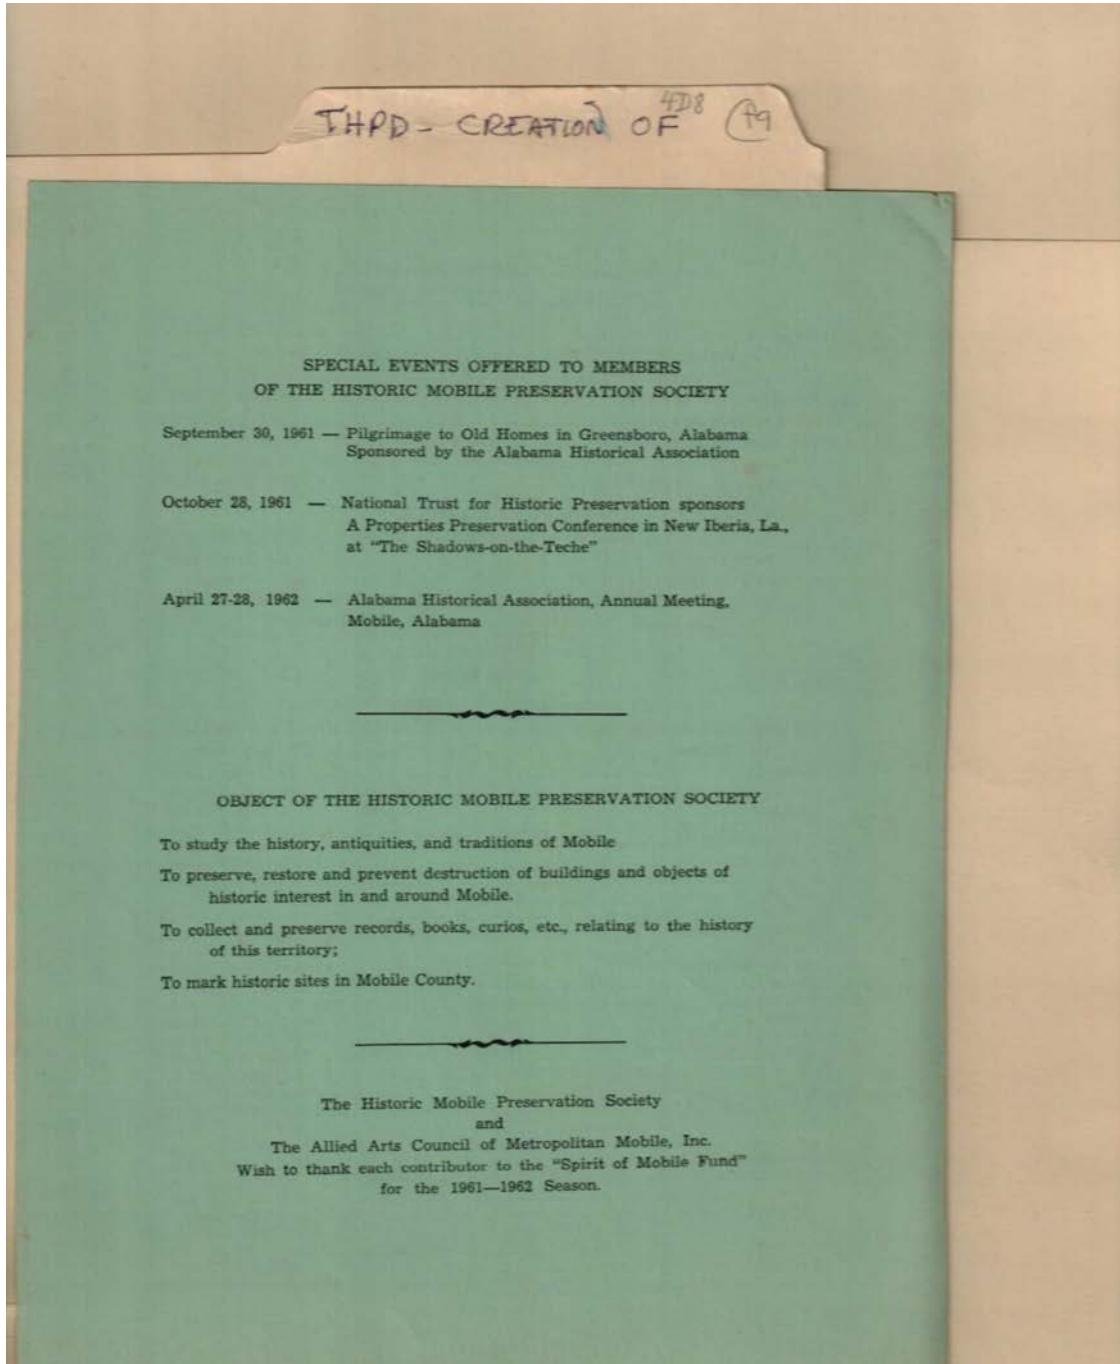 4D8
THPD - CREATION OF f9
SPECIAL EVENTS OFFERED TO MEMBERS
OF THE HISTORIC MOBILE PRESERVATION SOCIETY
September 30, 1961 — Pilgrimage to Old Homes in Greensboro, Alabama
Sponsored by the Alabama Historical Association
October 28, 1961 — National Trust for Historic Preservation sponsors
A Properties Preservation Conference in New Iberia, La.,
at "The Shadows-on-the-Teche"
April 27-28, 1962 — Alabama Historical Association, Annual Meeting,
Mobile, Alabama
OBJECT OF THE HISTORIC MOBILE PRESERVATION SOCIETY
To study the history, antiquities, and traditions of Mobile
To preserve, restore and prevent destruction of buildings and objects of
historic interest in and around Mobile.
To collect and preserve records, books, curios, etc., relating to the history
of this territory;
To mark historic sites in Mobile County.
The Historic Mobile Preservation Society
and
The Allied Arts Council of Metropolitan Mobile, Inc.
Wish to thank each contributor to the "Spirit of Mobile Fund"
for the 1961—1962 Season.